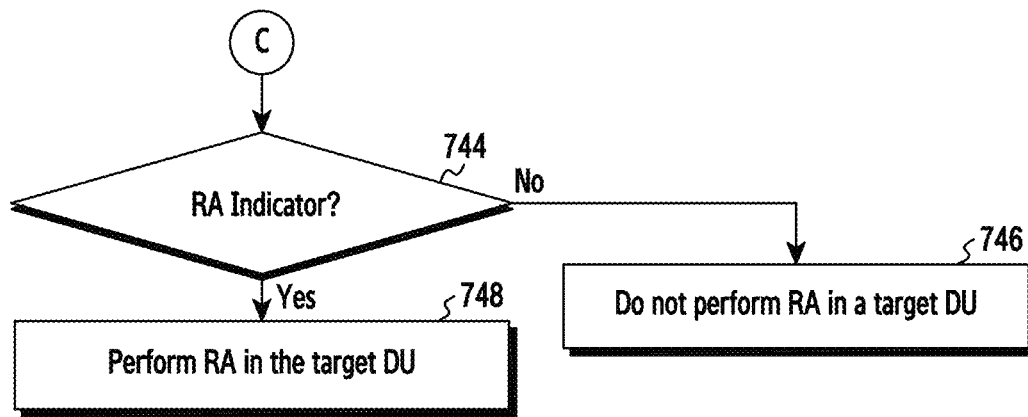 C
744
RA Indicator?
No
746
Do not perform RA in a target DU
Yes
748
Perform RA in the target DU